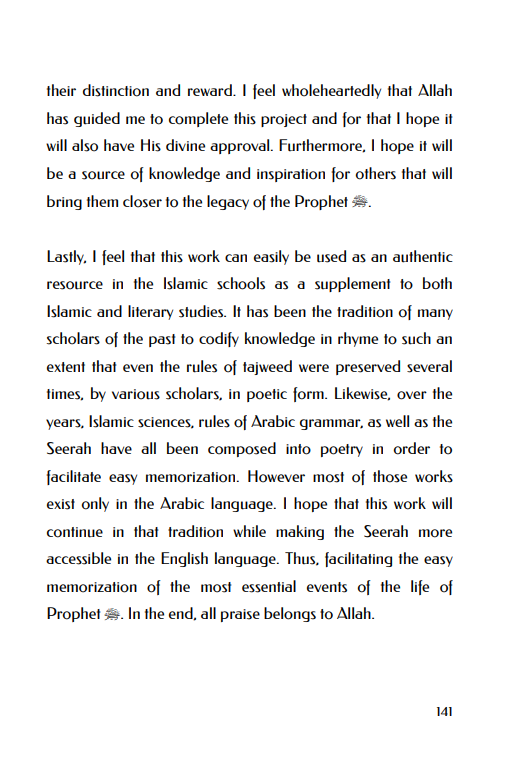 their distinction and reward. I feel wholeheartedly that Allah
has guided me to complete this project and for that I hope it
will also have His divine approval. Furthermore, I hope it will
be a source of knowledge and inspiration for others that will
bring them closer to the legacy of the Prophet ﷺ.
Lastly, I feel that this work can easily be used as an authentic
resource in the Islamic schools as a supplement to both
Islamic and literary studies. It has been the tradition of many
scholars of the past to codify knowledge in rhyme to such an
extent that even the rules of tajweed were preserved several
times, by various scholars, in poetic form. Likewise, over the
years, Islamic sciences, rules of Arabic grammar, as well as the
Seerah have all been composed into poetry in order to
facilitate easy memorization. However most of those works
exist only in the Arabic language. I hope that this work will
continue in that tradition while making the Seerah more
accessible in the English language. Thus, facilitating the easy
memorization of the most essential events of the life of
Prophet ﷺ. In the end, all praise belongs to Allah.
141